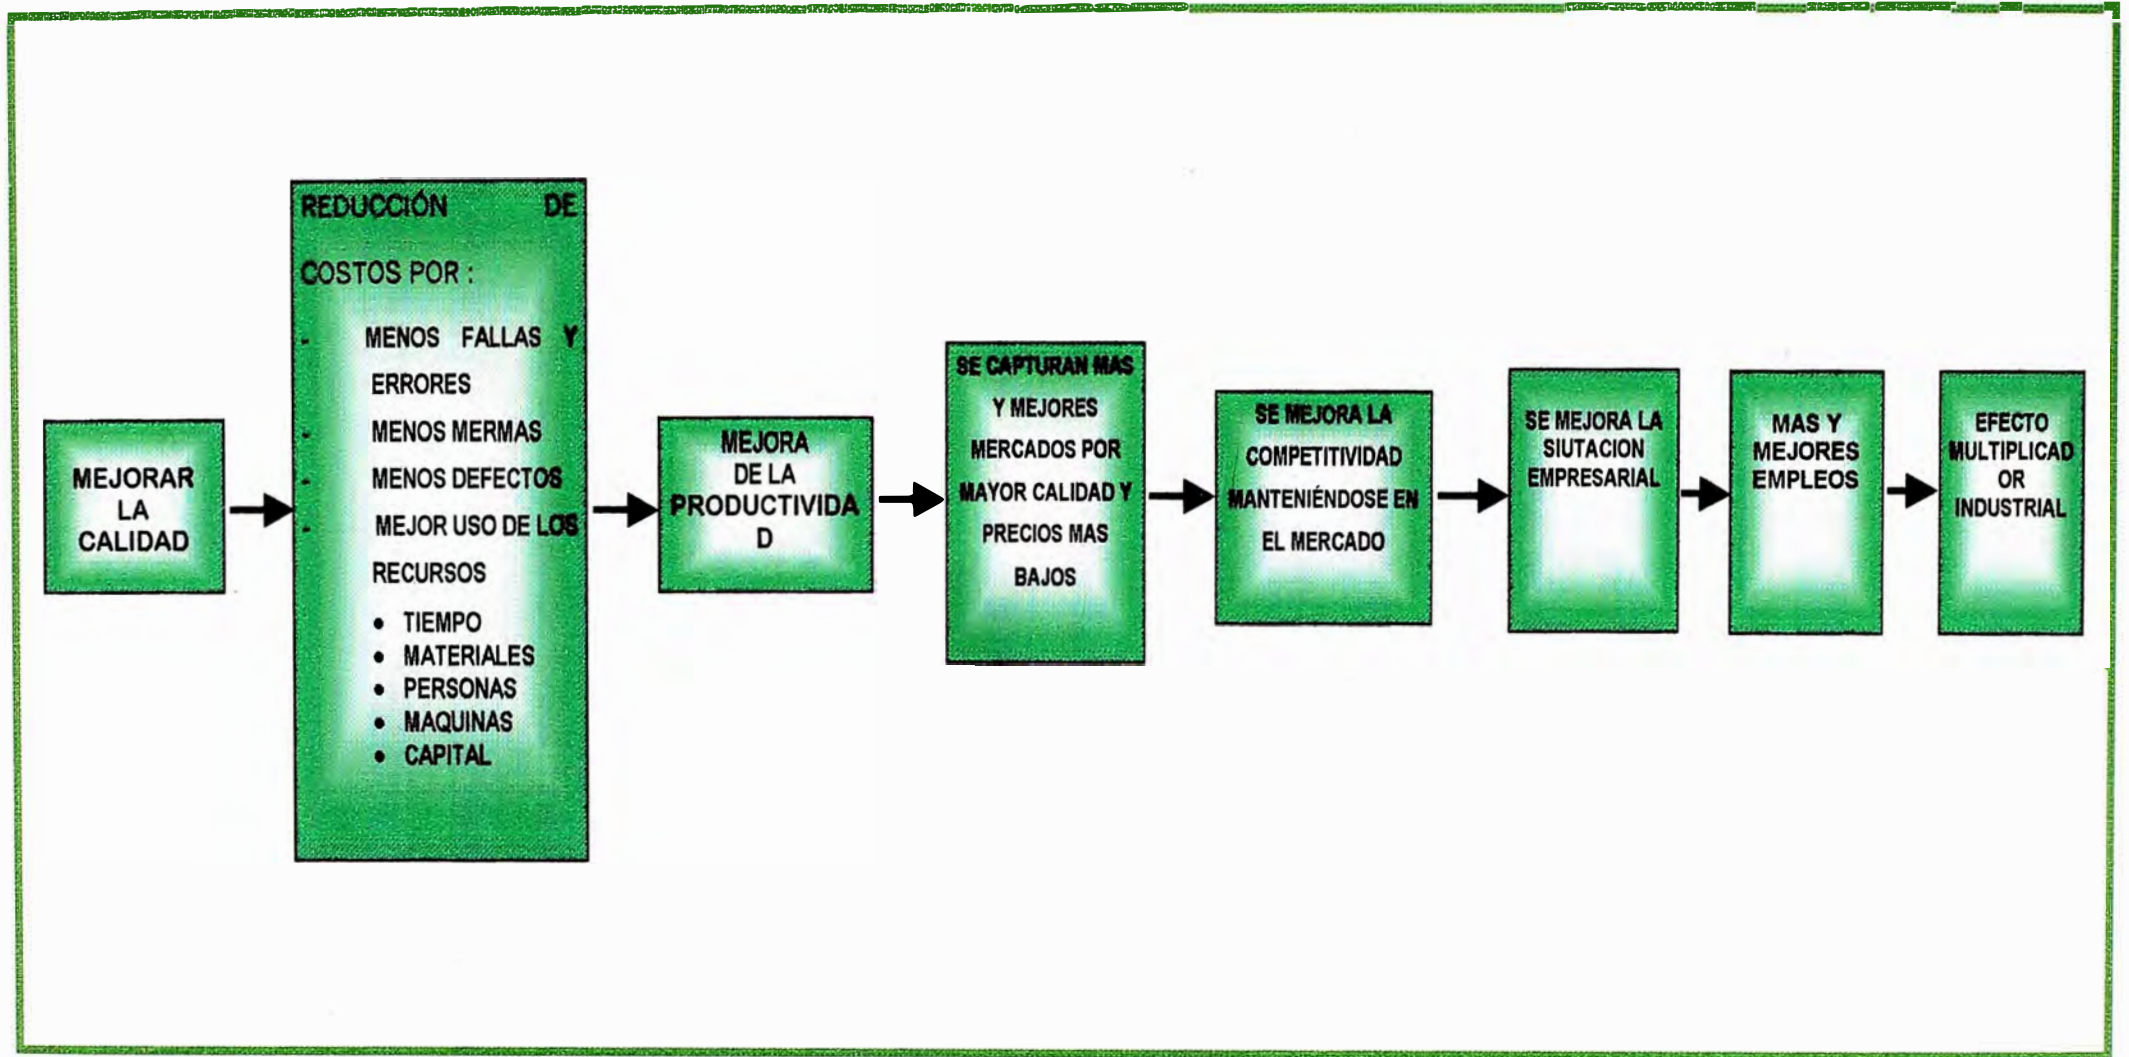 MEJORAR
LA
CALIDAD
REDUCCIÓN DE
COSTOS POR :
- MENOS FALLAS Y
ERRORES
- MENOS MERMAS
- MENOS DEFECTOS
- MEJOR USO DE LOS
RECURSOS
• TIEMPO
• MATERIALES
• PERSONAS
• MAQUINAS
• CAPITAL
MEJORA
DE LA
PRODUCTIVIDA
D
SE CAPTURAN MAS
Y MEJORES
MERCADOS POR
MAYOR CALIDAD Y
PRECIOS MAS
BAJOS
SE MEJORA LA
COMPETITIVIDAD
MANTENIÉNDOSE EN
EL MERCADO
SE MEJORA LA
SIUTACION
EMPRESARIAL
MAS Y
MEJORES
EMPLEOS
EFECTO
MULTIPLICAD
OR
INDUSTRIAL